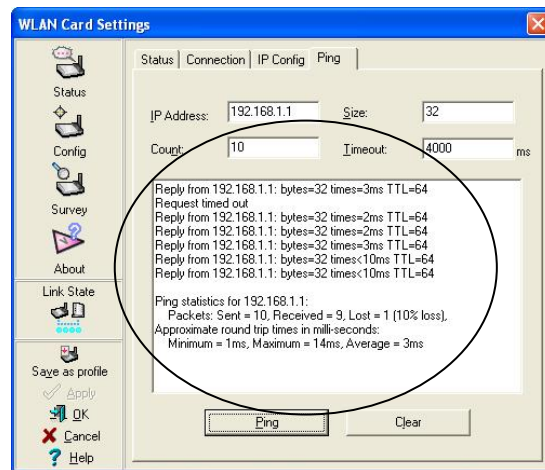 WLAN Card Settings
Status
Config
Survey
About
Link State
Save as profile
Apply
OK
Cancel
Help
Status Connection IP Config Ping
IP Address: 192.168.1.1 Size: 32
Count: 10 Timeout: 4000 ms
Reply from 192.168.1.1: bytes=32 times=3ms TTL=64
Request timed out
Reply from 192.168.1.1: bytes=32 times=2ms TTL=64
Reply from 192.168.1.1: bytes=32 times=2ms TTL=64
Reply from 192.168.1.1: bytes=32 times=3ms TTL=64
Reply from 192.168.1.1: bytes=32 times<10ms TTL=64
Reply from 192.168.1.1: bytes=32 times<10ms TTL=64
Ping statistics for 192.168.1.1:
Packets: Sent = 10, Received = 9, Lost = 1 (10% loss),
Approximate round trip times in milli-seconds:
Minimum = 1ms, Maximum = 14ms, Average = 3ms
Ping Clear